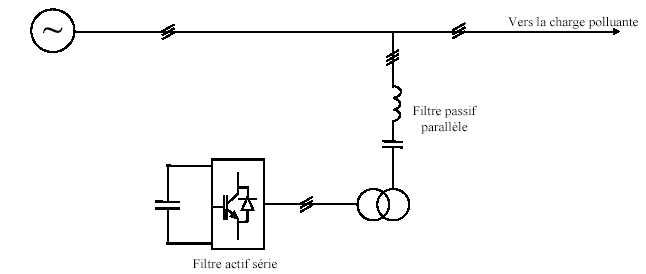 Vers la charge polluante
Filtre passif
parallèle
Filtre actif série